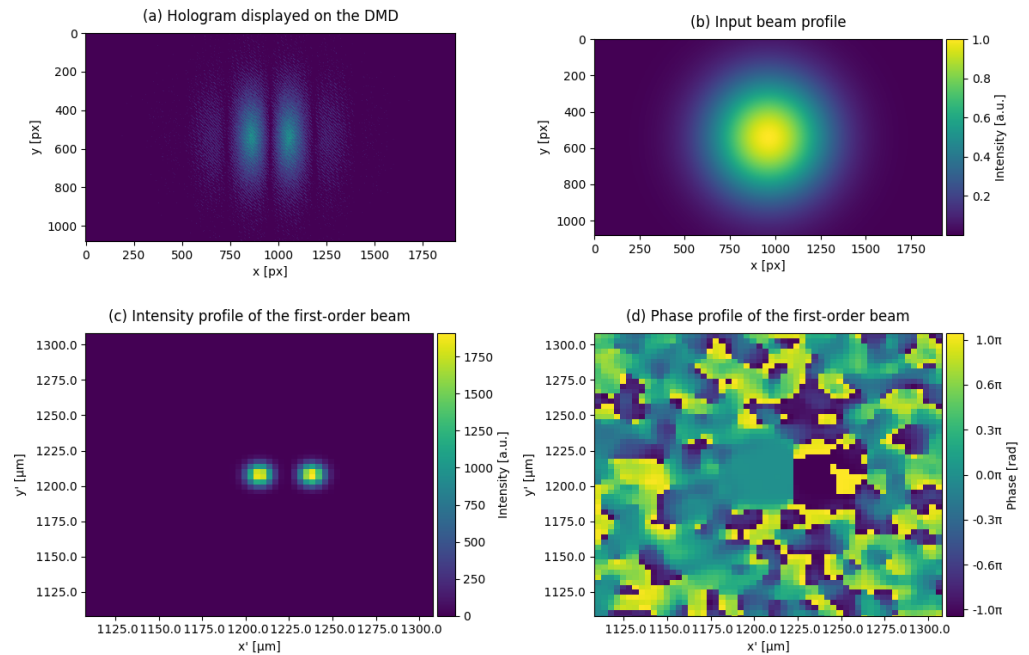 (a) Hologram displayed on the DMD
0
200
400
600
800
1000
y [px]
0 250 500 750 1000 1250 1500 1750
x [px]
(b) Input beam profile
0
200
400
600
800
1000
y [px]
0 250 500 750 1000 1250 1500 1750
x [px]
1.0
0.8
0.6
0.4
0.2
Intensity [a.u.]
(c) Intensity profile of the first-order beam
1300.0
1275.0
1250.0
1225.0
1200.0
1175.0
1150.0
1125.0
y' [µm]
1125.0 1150.0 1175.0 1200.0 1225.0 1250.0 1275.0 1300.0
x' [µm]
1750
1500
1250
1000
750
500
250
0
Intensity [a.u.]
(d) Phase profile of the first-order beam
1300.0
1275.0
1250.0
1225.0
1200.0
1175.0
1150.0
1125.0
y' [µm]
1125.0 1150.0 1175.0 1200.0 1225.0 1250.0 1275.0 1300.0
x' [µm]
1.0π
0.6π
0.3π
0.0π
-0.3π
-0.6π
-1.0π
Phase [rad]